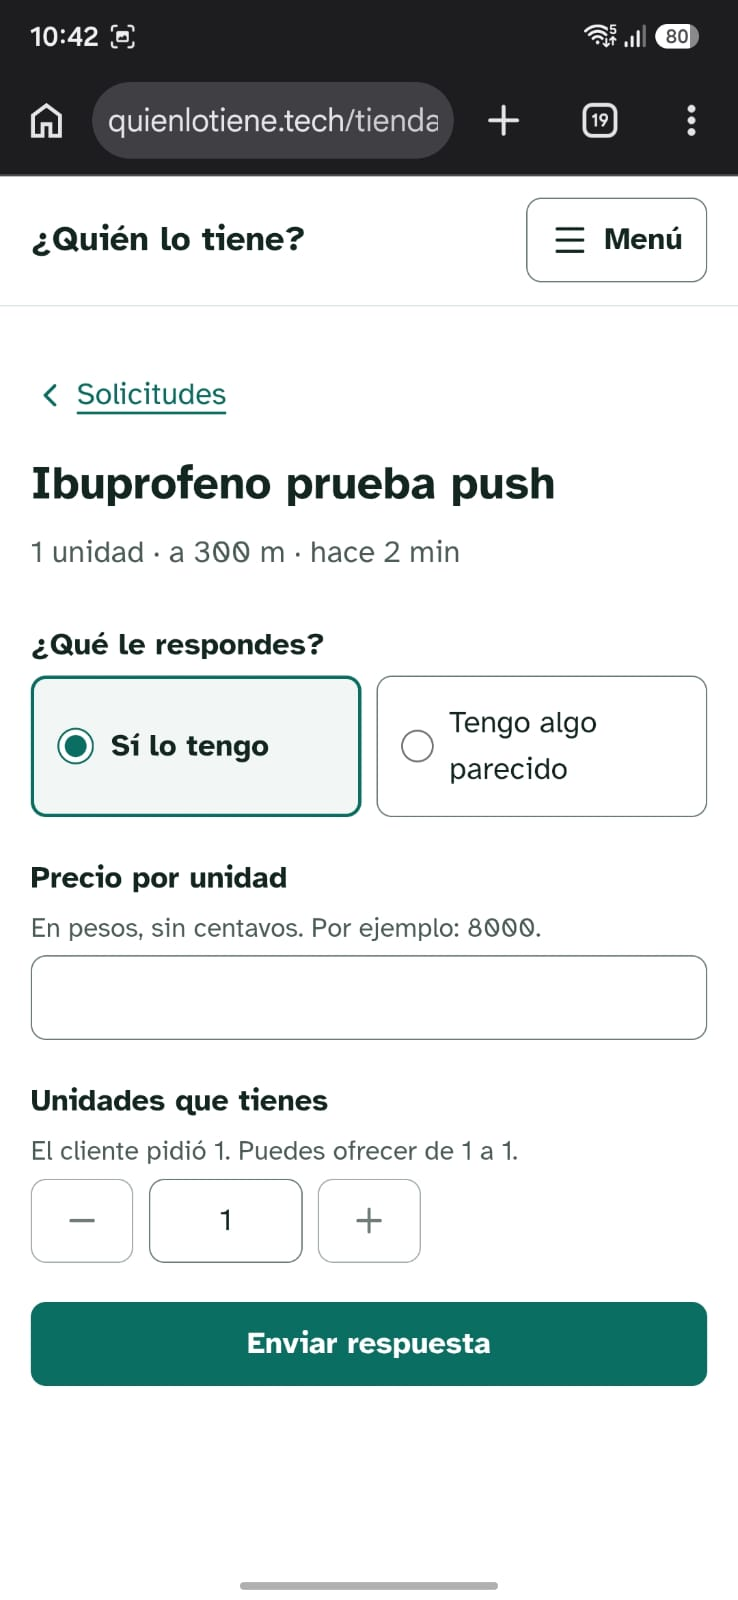 10:42
5
80
quienlotiene.tech/tienda
19
¿Quién lo tiene?
Menú
Solicitudes
Ibuprofeno prueba push
1 unidad · a 300 m · hace 2 min
¿Qué le respondes?
Sí lo tengo
Tengo algo
parecido
Precio por unidad
En pesos, sin centavos. Por ejemplo: 8000.
Unidades que tienes
El cliente pidió 1. Puedes ofrecer de 1 a 1.
1
Enviar respuesta